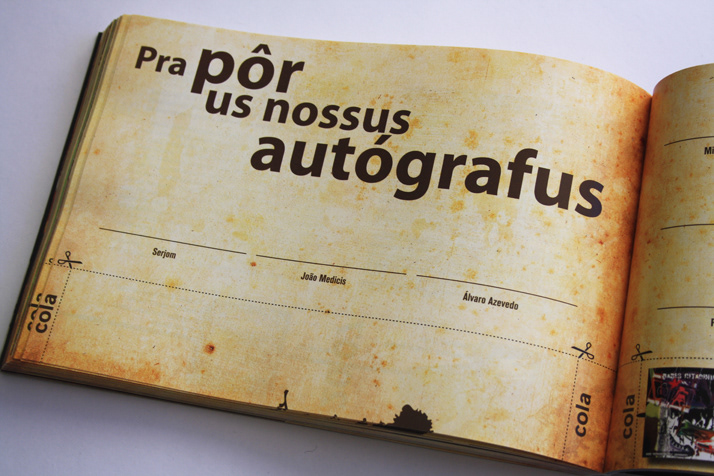 Pra pôr
us nossus
autógrafus
Serjom
João Medicis
Álvaro Azevedo
cola
cola
cola
cola